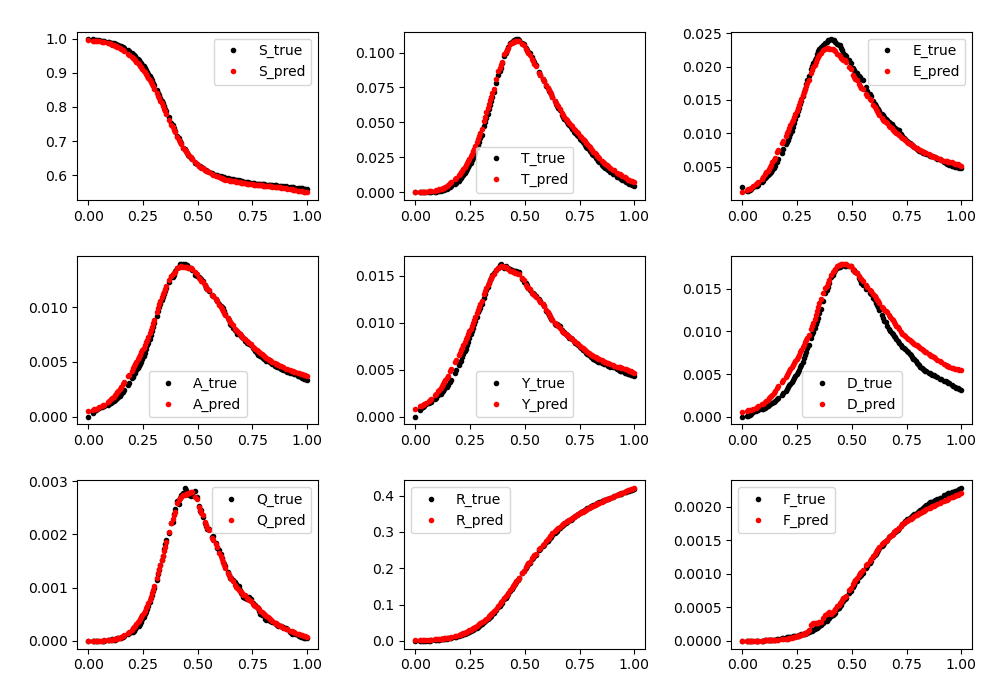 1.0
0.9
0.8
0.7
0.6
0.00 0.25 0.50 0.75 1.00
S_true
S_pred
0.100
0.075
0.050
0.025
0.000
0.00 0.25 0.50 0.75 1.00
T_true
T_pred
0.025
0.020
0.015
0.010
0.005
0.00 0.25 0.50 0.75 1.00
E_true
E_pred
0.010
0.005
0.000
0.00 0.25 0.50 0.75 1.00
A_true
A_pred
0.015
0.010
0.005
0.000
0.00 0.25 0.50 0.75 1.00
Y_true
Y_pred
0.015
0.010
0.005
0.000
0.00 0.25 0.50 0.75 1.00
D_true
D_pred
0.003
0.002
0.001
0.000
0.00 0.25 0.50 0.75 1.00
Q_true
Q_pred
0.4
0.3
0.2
0.1
0.0
0.00 0.25 0.50 0.75 1.00
R_true
R_pred
0.0020
0.0015
0.0010
0.0005
0.0000
0.00 0.25 0.50 0.75 1.00
F_true
F_pred